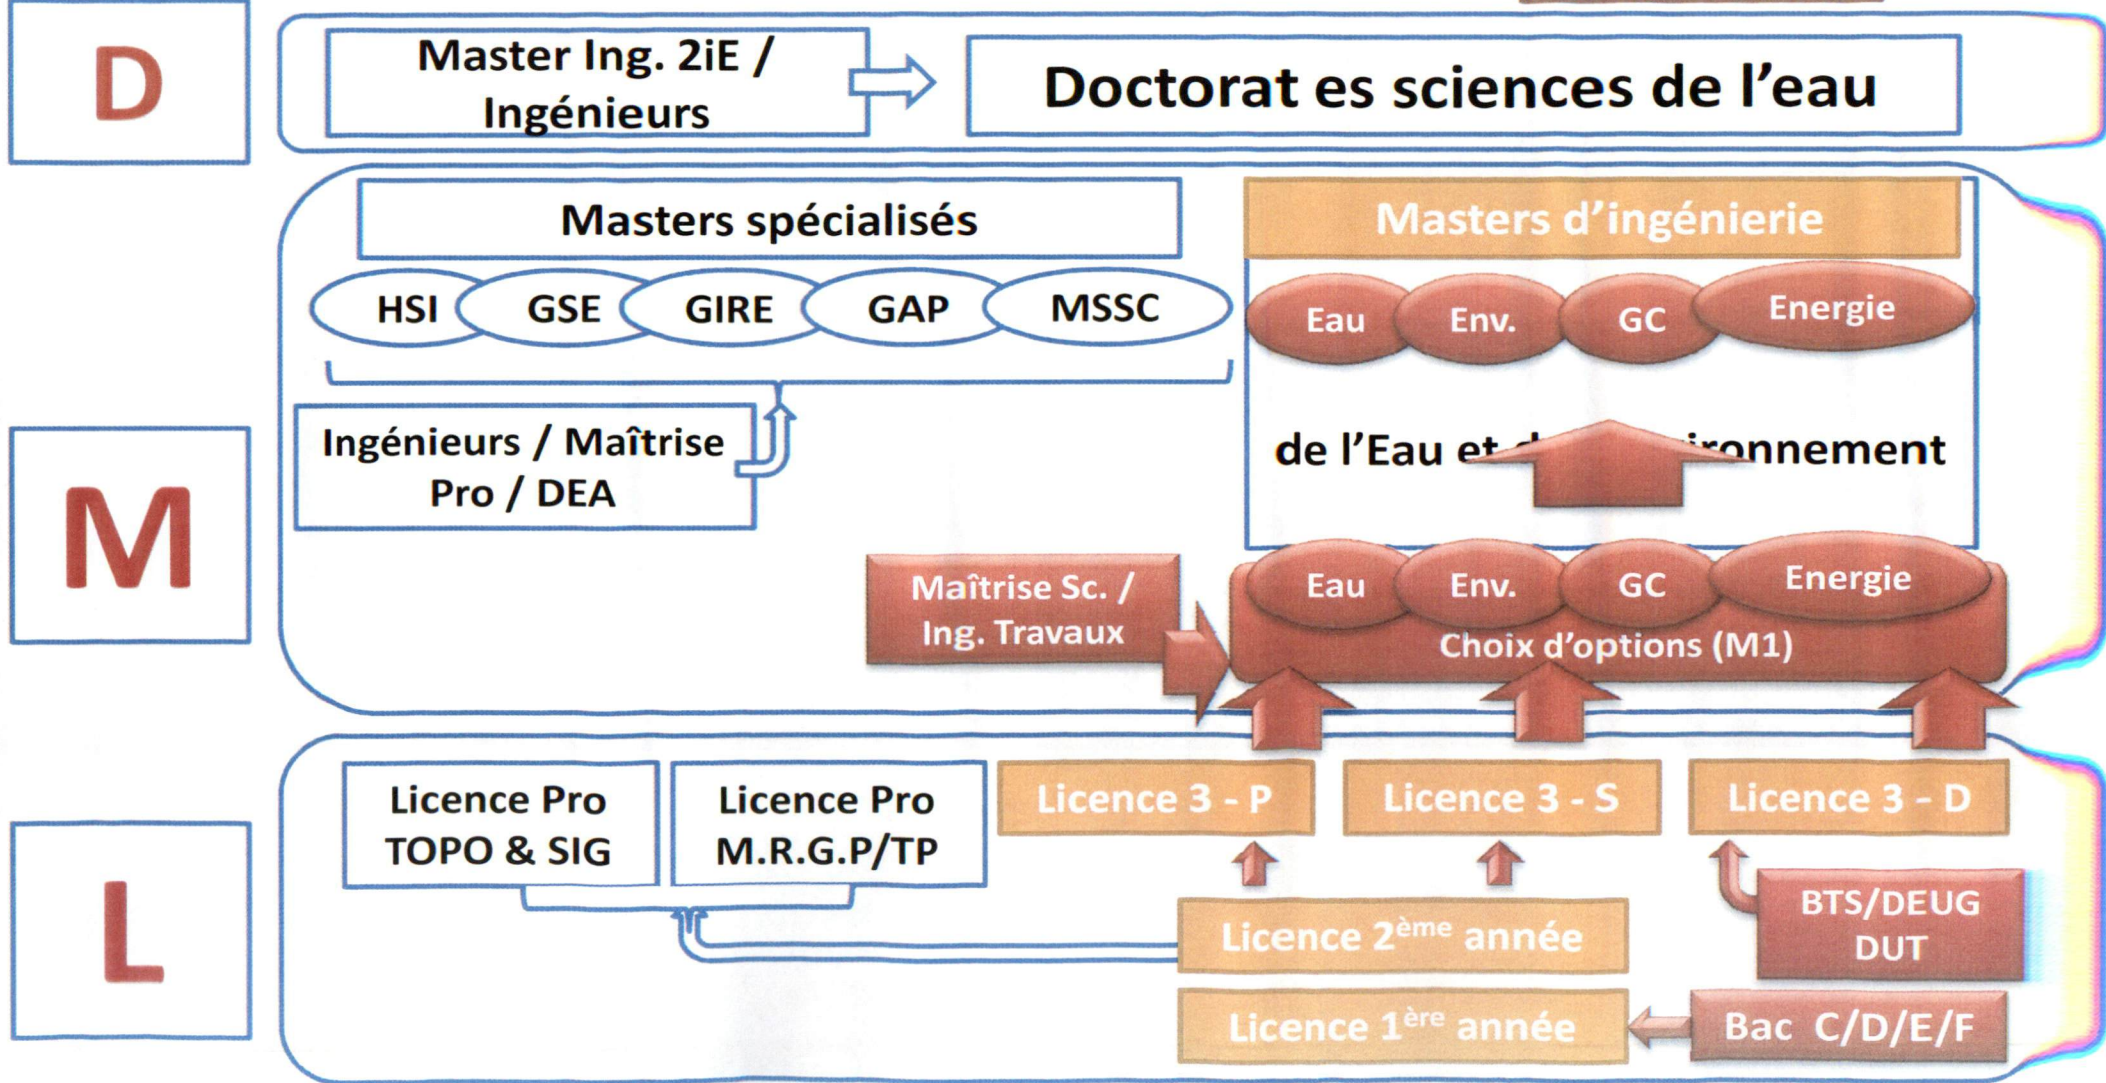 D
Master Ing. 2iE /
Ingénieurs
Doctorat es sciences de l'eau
M
Masters spécialisés
HSI GSE GIRE GAP MSSC
Ingénieurs / Maîtrise
Pro / DEA
Masters d'ingénierie
Eau Env. GC Energie
de l'Eau et
Maîtrise Sc. /
Ing. Travaux
Eau Env. GC Energie
Choix d'options (M1)
L
Licence Pro
TOPO & SIG
Licence Pro
M.R.G.P/TP
Licence 3 - P
Licence 3 - S
Licence 3 - D
BTS/DEUG
DUT
Licence 2ème année
Licence 1ère année
Bac C/D/E/F